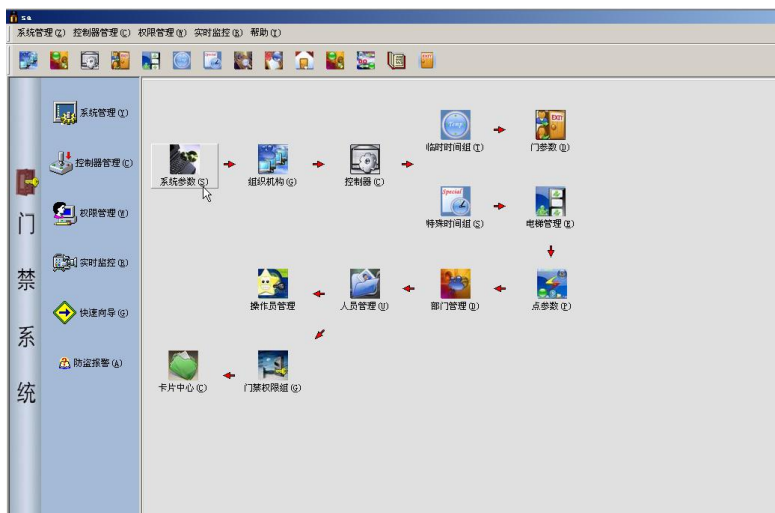 sa
系统管理(Z) 控制器管理(C) 权限管理(Y) 实时监控(B) 帮助(I)
门禁系统
系统管理(Y)
控制器管理(C)
权限管理(W)
实时监控(B)
快速向导(G)
防盗报警(A)
临时时间组(T) 门参数(D)
系统参数(S) 组织机构(G) 控制器(C)
Special
特殊时间组(S) 电梯管理(E)
操作员管理 人员管理(U) 部门管理(D) 点参数(P)
卡片中心(C) 门禁权限组(G)